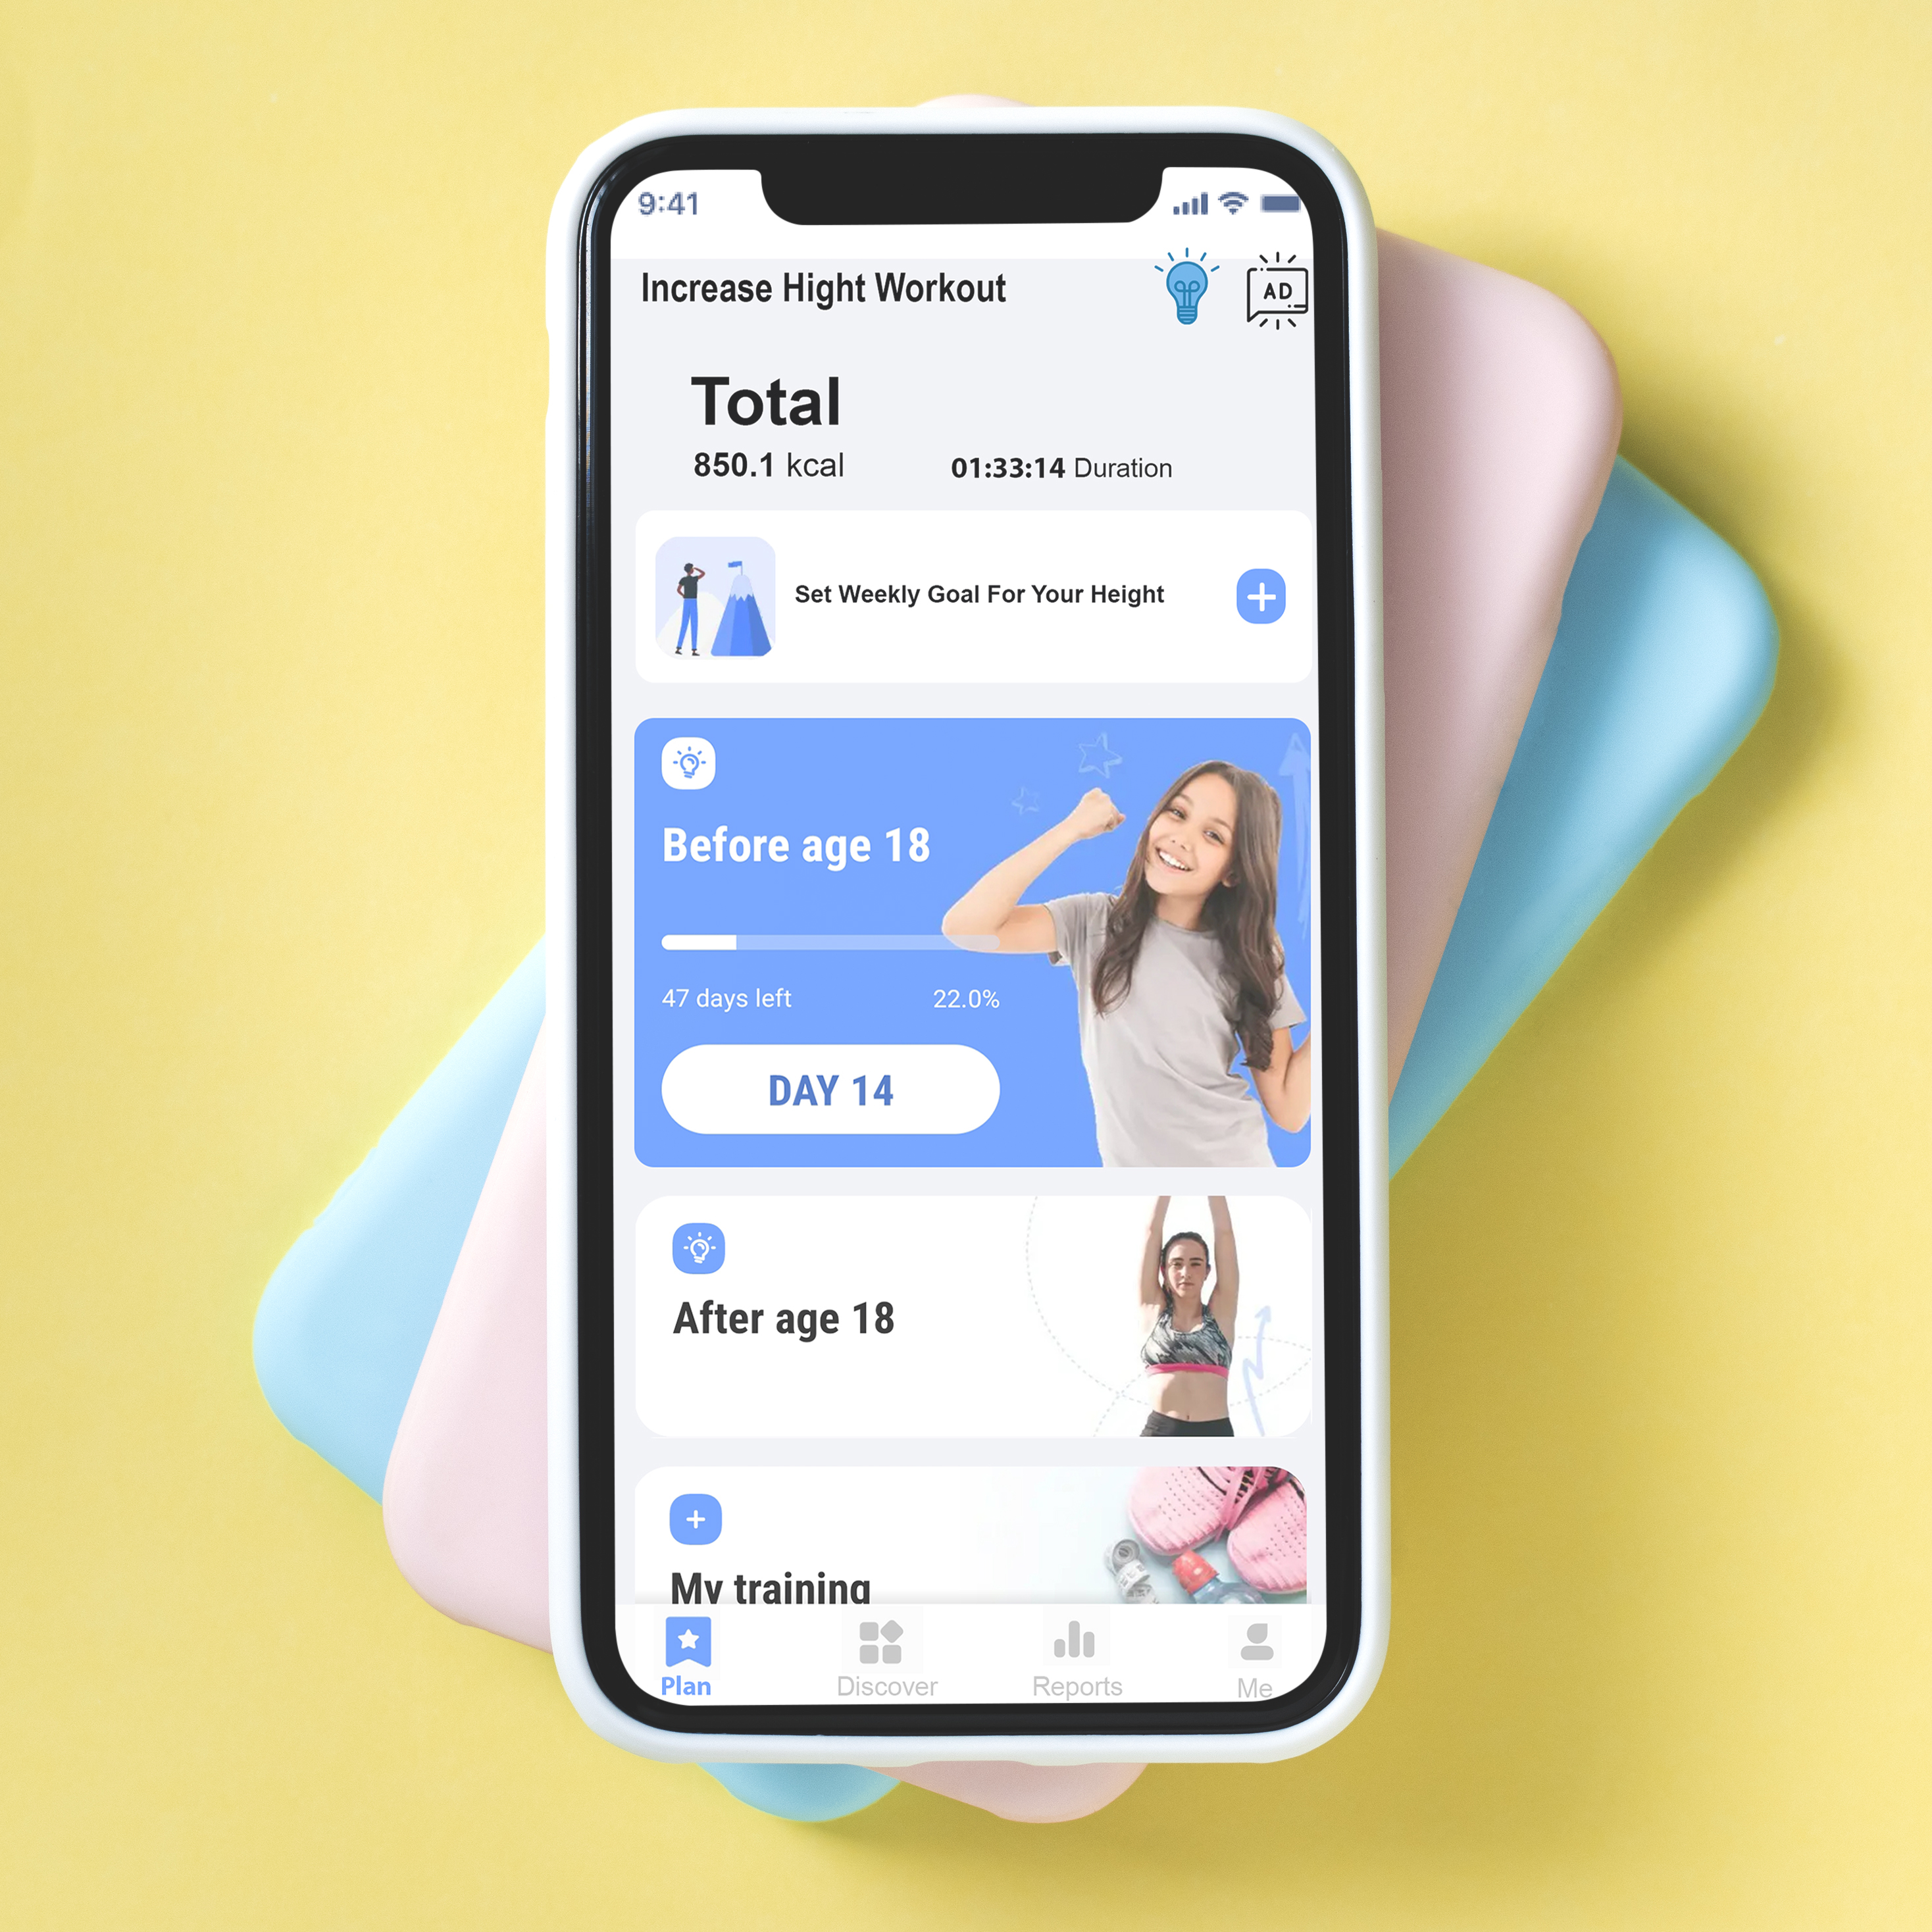 9:41
Increase Hight Workout
AD
Total
850.1 kcal
01:33:14 Duration
Set Weekly Goal For Your Height
Before age 18
47 days left
22.0%
DAY 14
After age 18
My training
Plan
Discover
Reports
Me